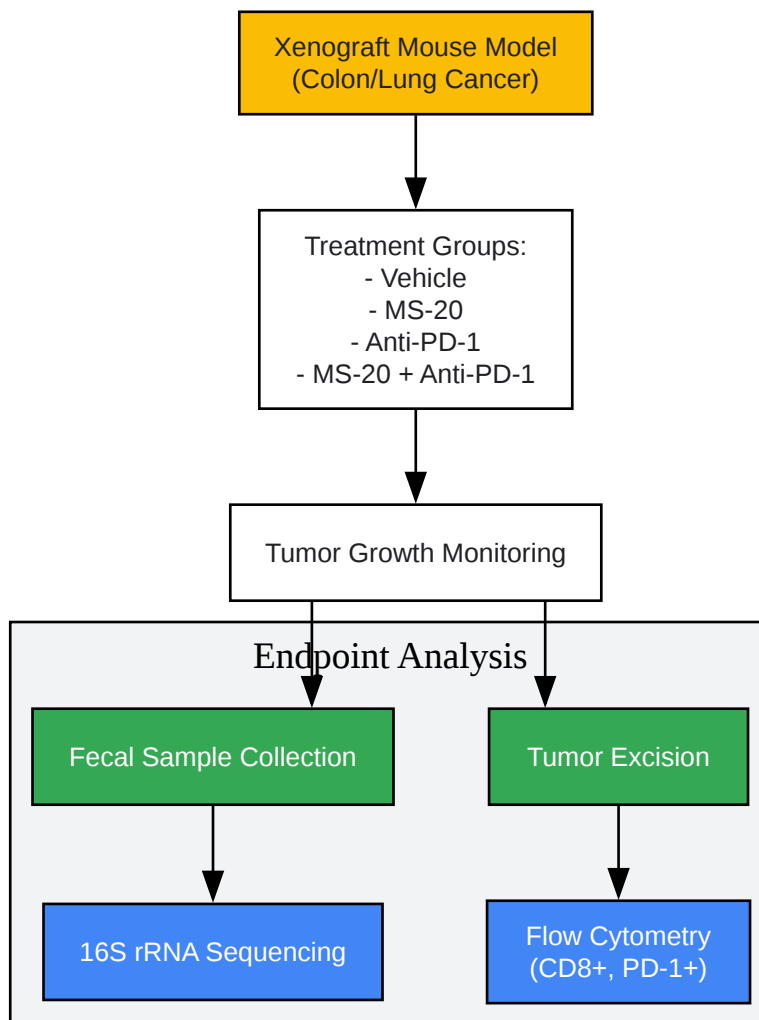 Xenograft Mouse Model
(Colon/Lung Cancer)
Treatment Groups:
- Vehicle
- MS-20
- Anti-PD-1
- MS-20 + Anti-PD-1
Tumor Growth Monitoring
Endpoint Analysis
Fecal Sample Collection
Tumor Excision
16S rRNA Sequencing
Flow Cytometry
(CD8+, PD-1+)